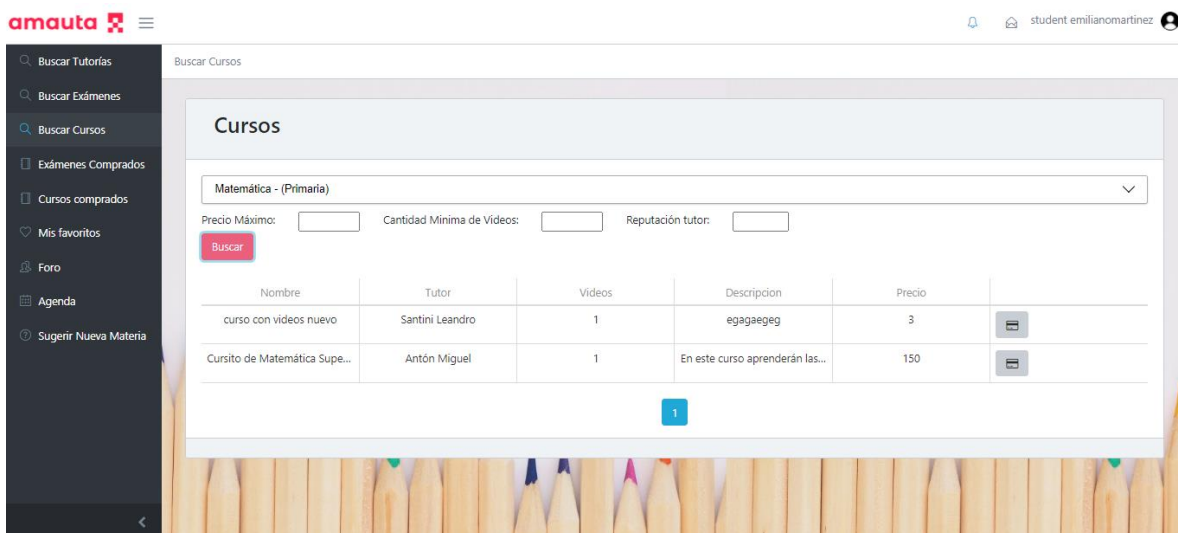 amauta
student emilianomartinez
Buscar Tutorías
Buscar Exámenes
Buscar Cursos
Exámenes Comprados
Cursos comprados
Mis favoritos
Foro
Agenda
Sugerir Nueva Materia
Buscar Cursos
Cursos
Matemática - (Primaria)
Precio Máximo: Cantidad Minima de Videos: Reputación tutor:
Buscar
Nombre Tutor Videos Descripcion Precio
curso con videos nuevo Santini Leandro 1 egagaegeg 3
Cursito de Matemática Supe... Antón Miguel 1 En este curso aprenderán las... 150
1